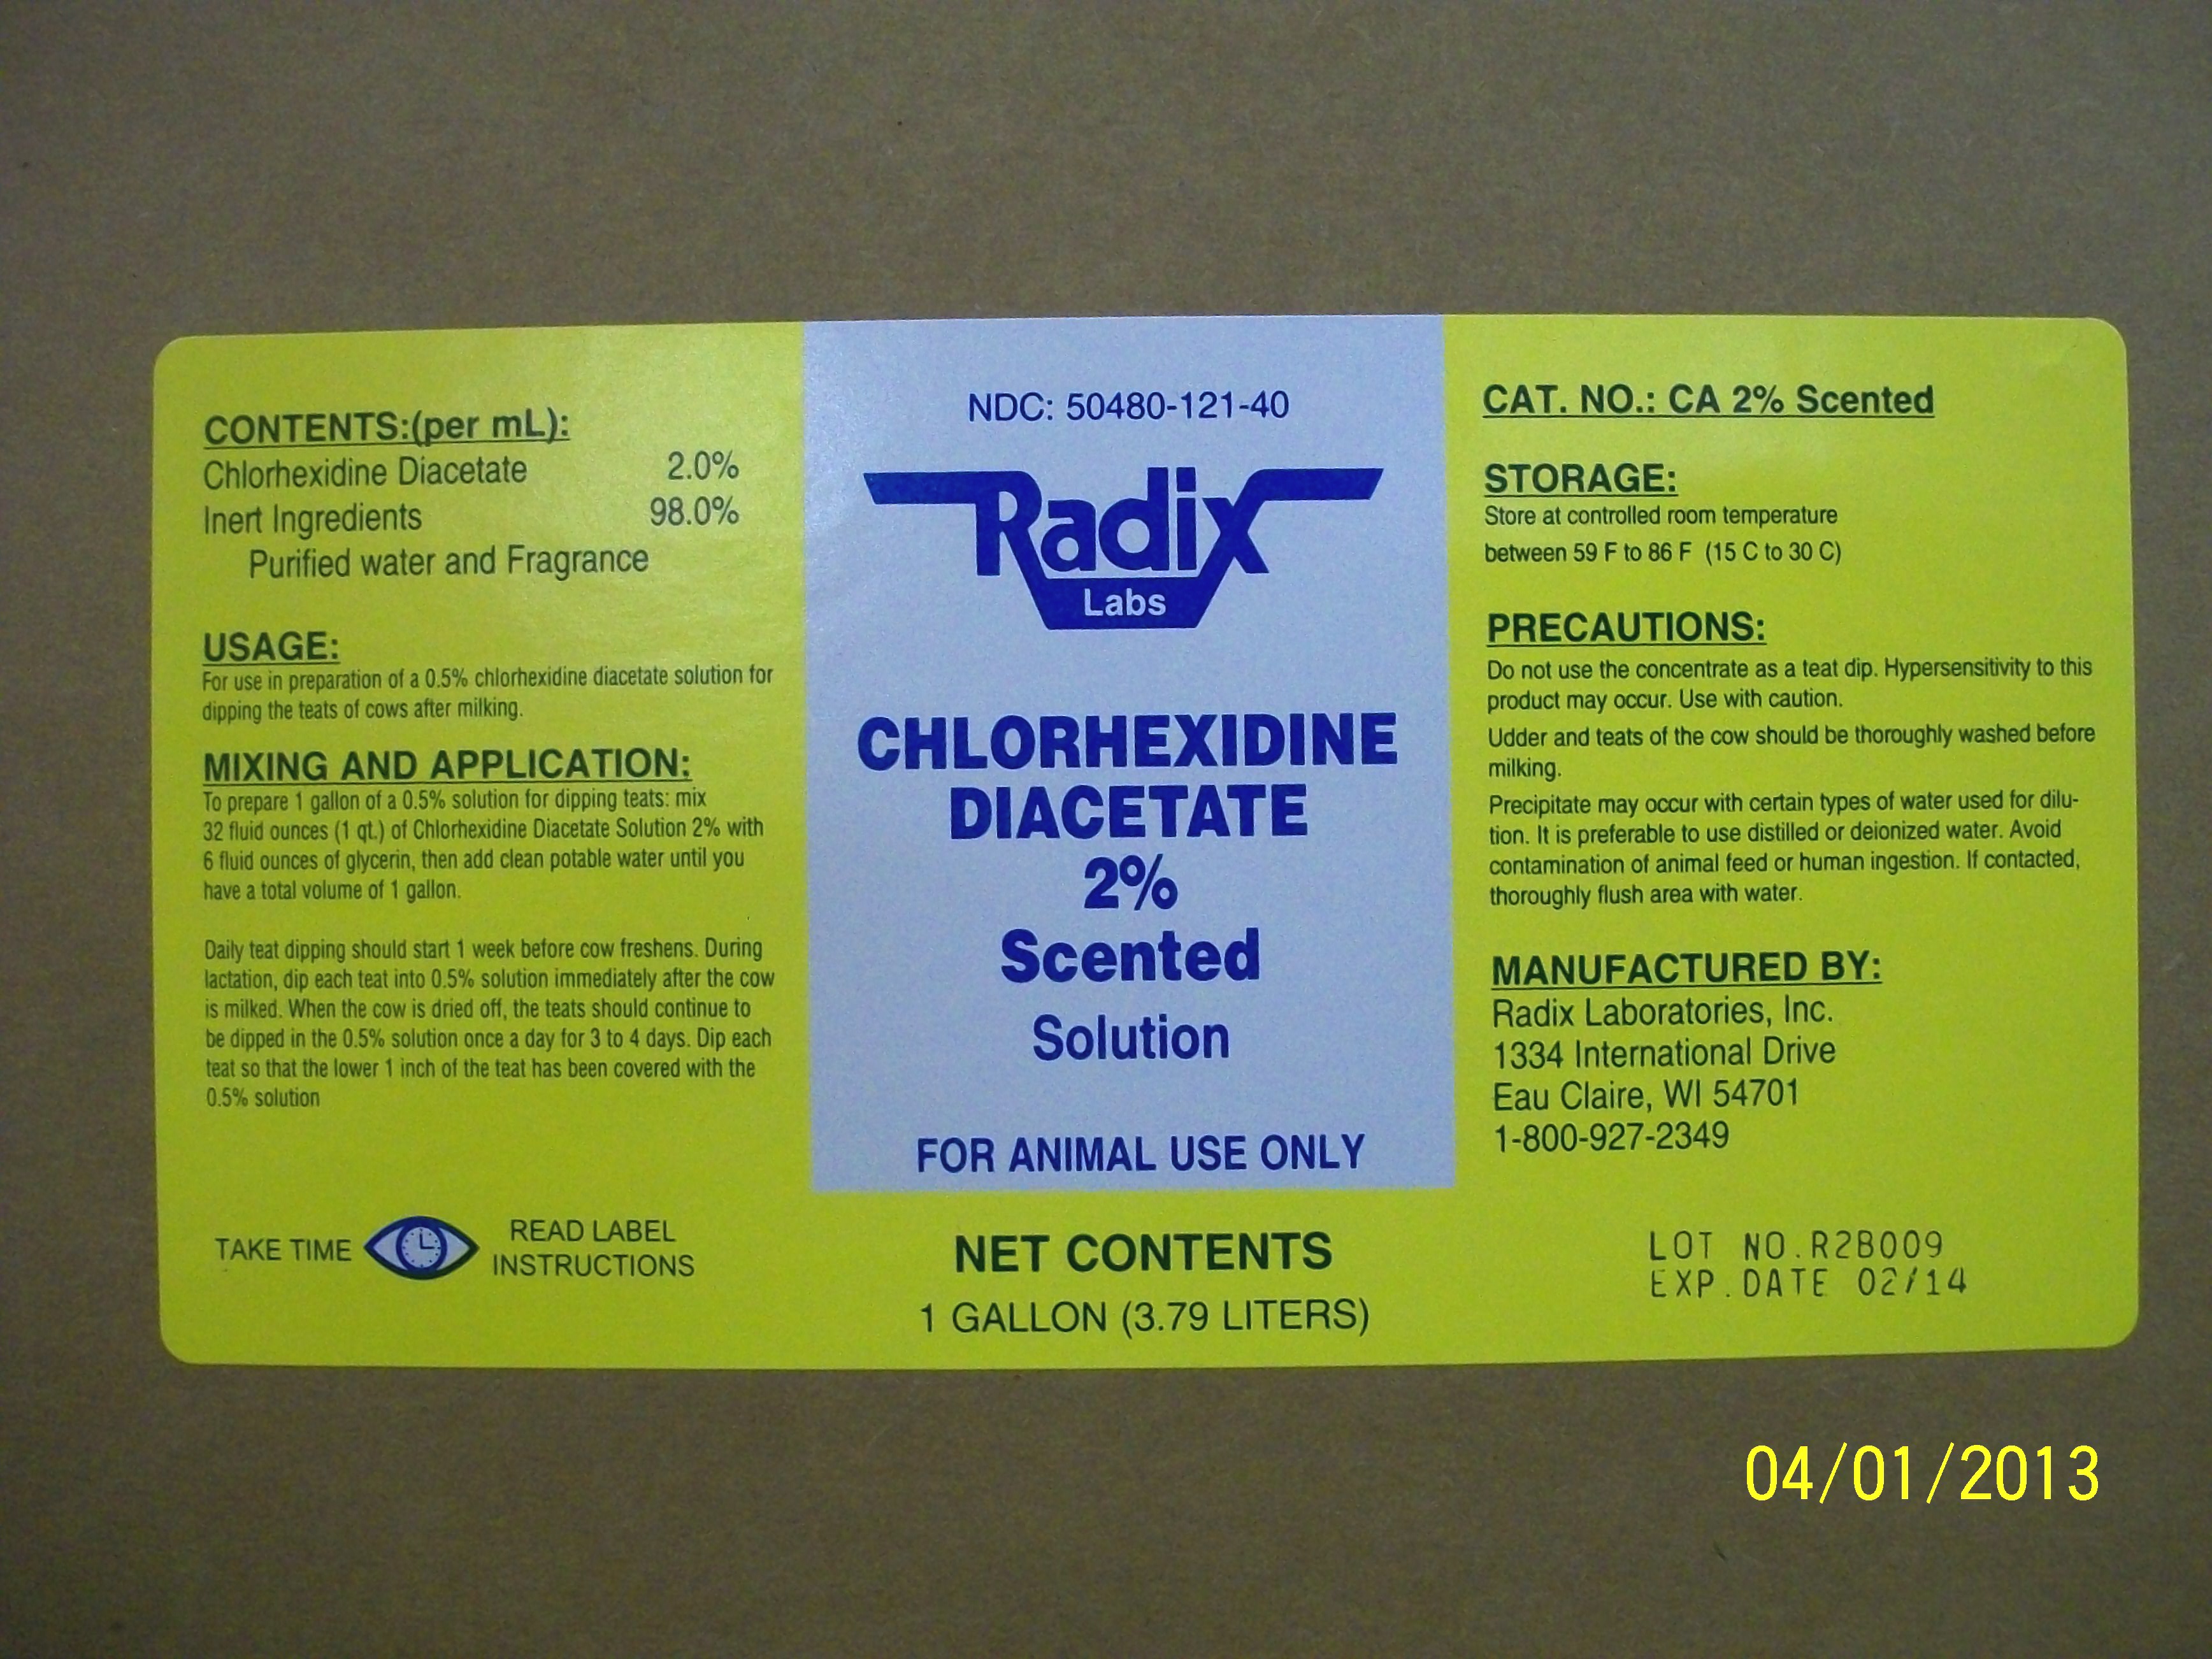 CONTENTS:(per mL):
Chlorhexidine Diacetate 2.0%
Inert Ingredients 98.0%
Purified water and Fragrance
USAGE:
For use in preparation of a 0.5% chlorhexidine diacetate solution for
dipping the teats of cows after milking.
MIXING AND APPLICATION:
To prepare 1 gallon of a 0.5% solution for dipping teats: mix
32 fluid ounces (1 qt.) of Chlorhexidine Diacetate Solution 2% with
6 fluid ounces of glycerin, then add clean potable water until you
have a total volume of 1 gallon.
Daily teat dipping should start 1 week before cow freshens. During
lactation, dip each teat into 0.5% solution immediately after the cow
is milked. When the cow is dried off, the teats should continue to
be dipped in the 0.5% solution once a day for 3 to 4 days. Dip each
teat so that the lower 1 inch of the teat has been covered with the
0.5% solution
TAKE TIME
READ LABEL
INSTRUCTIONS
NDC: 50480-121-40
Radix
Labs
CHLORHEXIDINE
DIACETATE
2%
Scented
Solution
FOR ANIMAL USE ONLY
NET CONTENTS
1 GALLON (3.79 LITERS)
CAT. NO.: CA 2% Scented
STORAGE:
Store at controlled room temperature
between 59 F to 86 F (15 C to 30 C)
PRECAUTIONS:
Do not use the concentrate as a teat dip. Hypersensitivity to this
product may occur. Use with caution.
Udder and teats of the cow should be thoroughly washed before
milking.
Precipitate may occur with certain types of water used for dilu-
tion. It is preferable to use distilled or deionized water. Avoid
contamination of animal feed or human ingestion. If contacted,
thoroughly flush area with water.
MANUFACTURED BY:
Radix Laboratories, Inc.
1334 International Drive
Eau Claire, WI 54701
1-800-927-2349
LOT NO.R2B009
EXP.DATE 02/14
04/01/2013